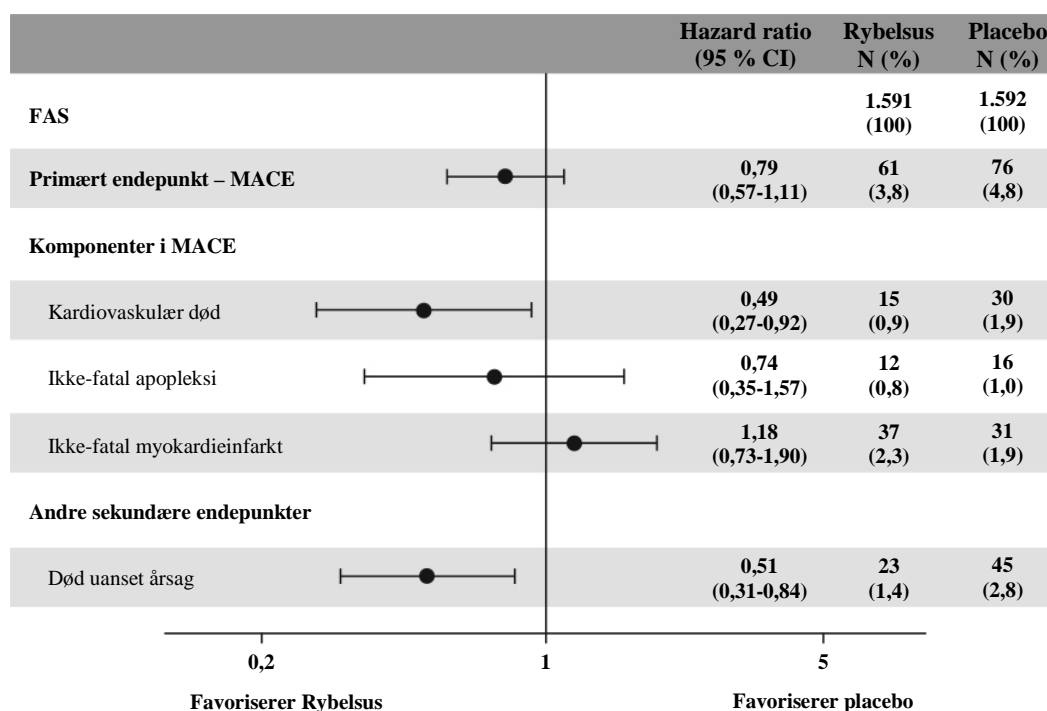 Hazard ratio Rybelsus Placebo
(95 % CI) N (%) N (%)
FAS 1.591 1.592
(100) (100)
Primært endepunkt – MACE 0,79 61 76
(0,57-1,11) (3,8) (4,8)
Komponenter i MACE
Kardiovaskulær død 0,49 15 30
(0,27-0,92) (0,9) (1,9)
Ikke-fatal apopleksi 0,74 12 16
(0,35-1,57) (0,8) (1,0)
Ikke-fatal myokardieinfarkt 1,18 37 31
(0,73-1,90) (2,3) (1,9)
Andre sekundære endepunkter
Død uanset årsag 0,51 23 45
(0,31-0,84) (1,4) (2,8)
0,2 1 5
Favoriserer Rybelsus Favoriserer placebo